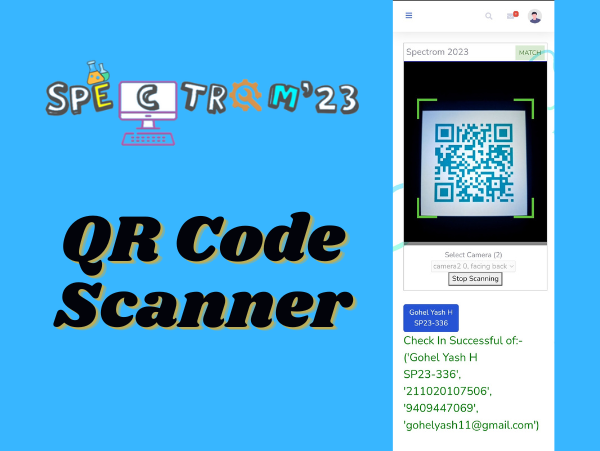 SPECTROM'23
QR Code
Scanner
Spectrom 2023
MATCH
Select Camera (2)
camera2 0, facing back
Stop Scanning
Gohel Yash H
SP23-336
Check In Successful of:-
('Gohel Yash H
SP23-336',
'211020107506',
'9409447069',
'gohelyash11@gmail.com')